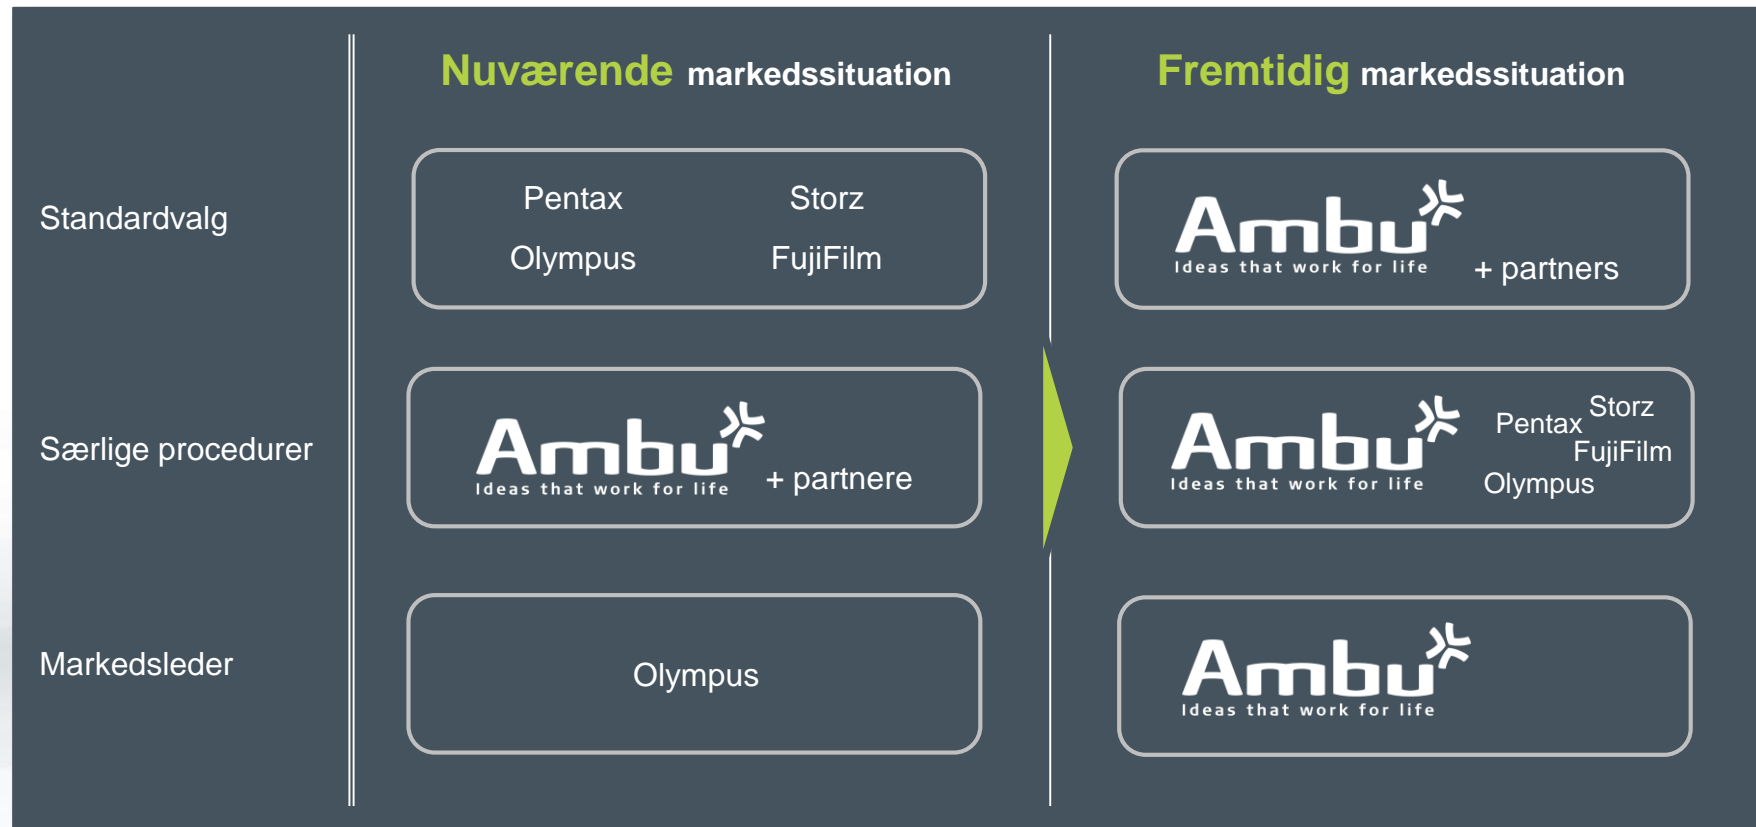 Nuværende markedssituation
Fremtidig markedssituation
Standardvalg
Pentax
Storz
Olympus
FujiFilm
Ambu
Ideas that work for life
+ partners
Særlige procedurer
Ambu
Ideas that work for life
+ partnere
Ambu
Ideas that work for life
Storz
Pentax
FujiFilm
Olympus
Markedsleder
Olympus
Ambu
Ideas that work for life